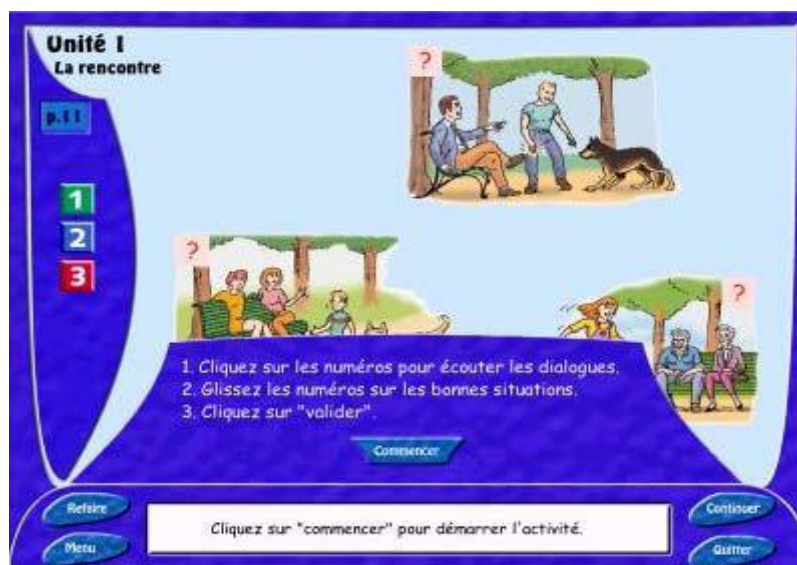 Unité 1
La rencontre
?
p.11
1
2
3
?
?
1. Cliquez sur les numéros pour écouter les dialogues.
2. Glissez les numéros sur les bonnes situations.
3. Cliquez sur "valider".
Commencer
Refaire
Cliquez sur "commencer" pour démarrer l'activité.
Continuer
Menu
Quitter